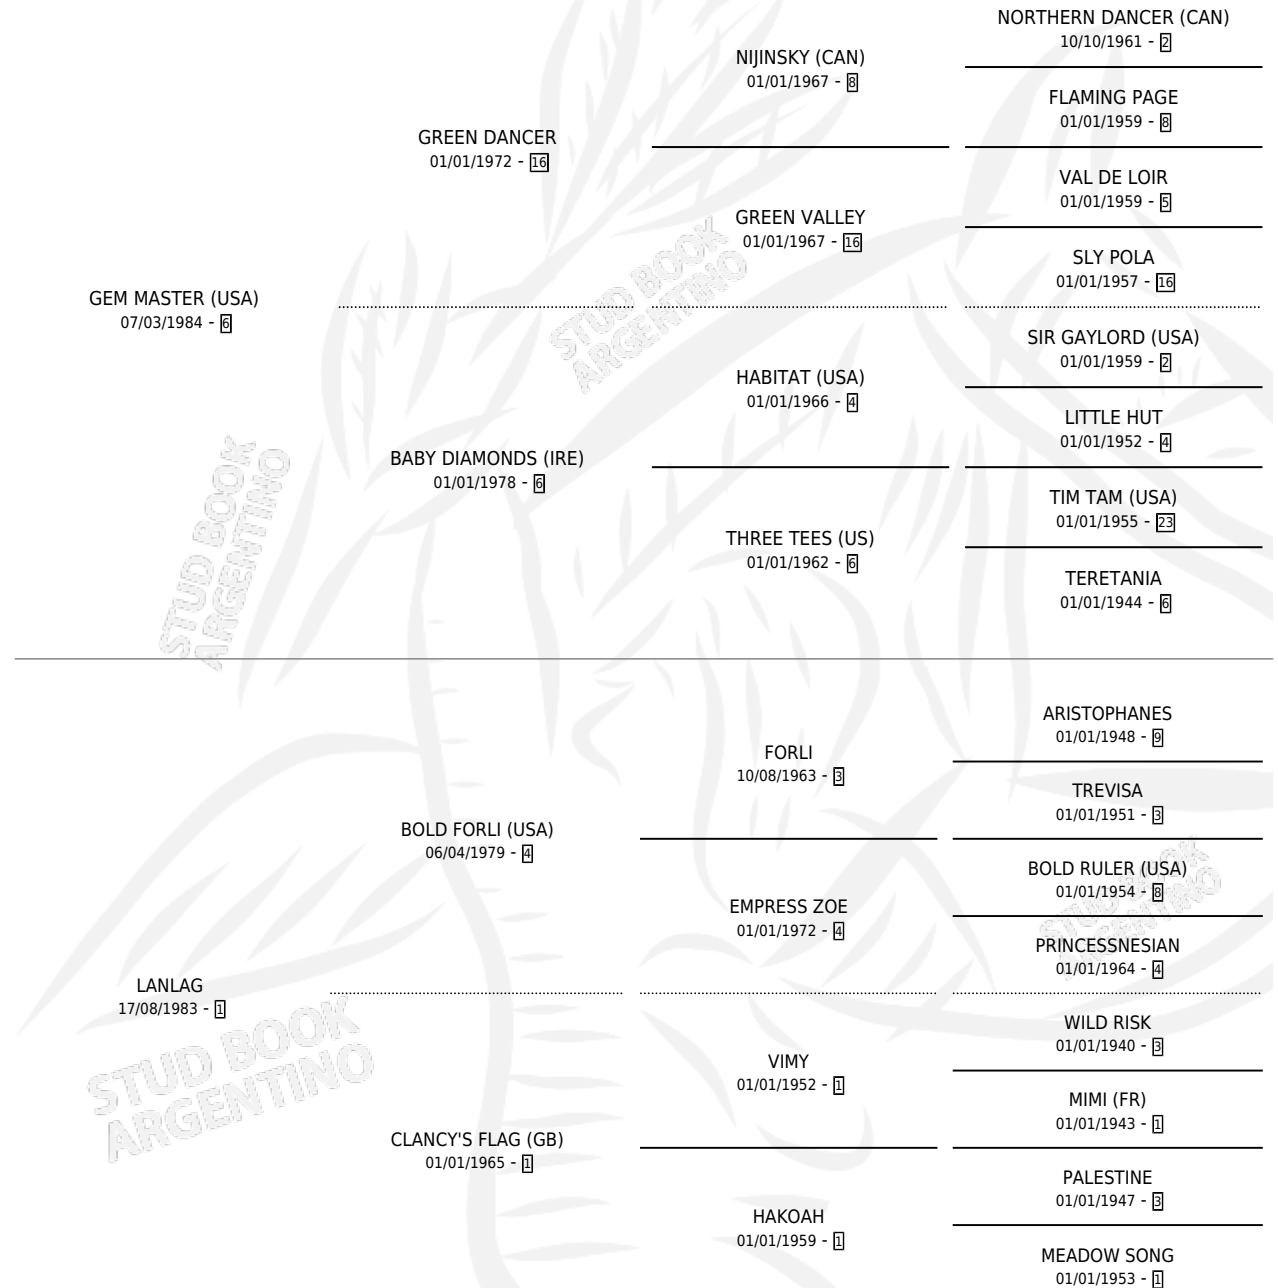 NORTHERN DANCER (CAN)
10/10/1961 - 2
NIJINSKY (CAN)
01/01/1967 - 8
FLAMING PAGE
01/01/1959 - 8
GREEN DANCER
01/01/1972 - 16
VAL DE LOIR
01/01/1959 - 5
GREEN VALLEY
01/01/1967 - 16
SLY POLA
01/01/1957 - 16
GEM MASTER (USA)
07/03/1984 - 6
SIR GAYLORD (USA)
01/01/1959 - 2
HABITAT (USA)
01/01/1966 - 4
LITTLE HUT
01/01/1952 - 4
BABY DIAMONDS (IRE)
01/01/1978 - 6
TIM TAM (USA)
01/01/1955 - 23
THREE TEES (US)
01/01/1962 - 6
TERETANIA
01/01/1944 - 6
ARISTOPHANES
01/01/1948 - 9
FORLI
10/08/1963 - 3
TREVISA
01/01/1951 - 3
BOLD FORLI (USA)
06/04/1979 - 4
BOLD RULER (USA)
01/01/1954 - 8
EMPRESS ZOE
01/01/1972 - 4
PRINCESSNESIAN
01/01/1964 - 4
LANLAG
17/08/1983 - 1
WILD RISK
01/01/1940 - 3
VIMY
01/01/1952 - 1
MIMI (FR)
01/01/1943 - 1
CLANCY'S FLAG (GB)
01/01/1965 - 1
PALESTINE
01/01/1947 - 3
HAKOAH
01/01/1959 - 1
MEADOW SONG
01/01/1953 - 1
STUD BOOK
ARGENTINO
STUD BOOK
ARGENTINO
STUD BOOK
ARGENTINO
STUD BOOK
ARGENTINO